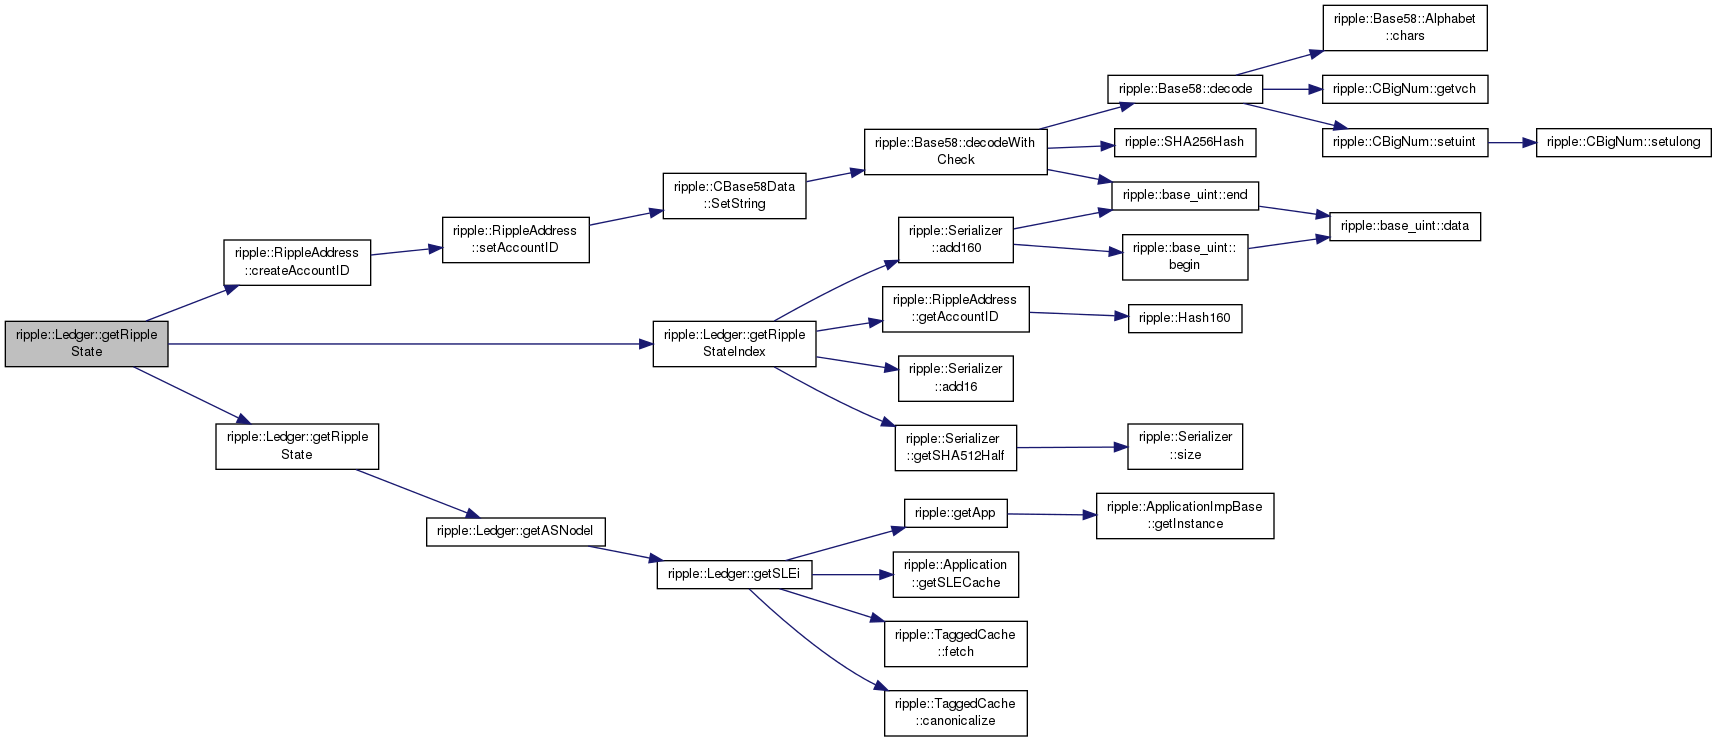 ripple::Base58::Alphabet
::chars
ripple::Base58::decode
ripple::CBigNum::getvch
ripple::Base58::decodeWith
Check
ripple::SHA256Hash
ripple::CBigNum::setuint
ripple::CBigNum::setulong
ripple::CBase58Data
::SetString
ripple::base_uint::end
ripple::RippleAddress
::setAccountID
ripple::Serializer
::add160
ripple::base_uint::data
ripple::RippleAddress
::createAccountID
ripple::base_uint::
begin
ripple::RippleAddress
::getAccountID
ripple::Hash160
ripple::Ledger::getRipple
State
ripple::Ledger::getRipple
StateIndex
ripple::Serializer
::add16
ripple::Ledger::getRipple
State
ripple::Serializer
::getSHA512Half
ripple::Serializer
::size
ripple::Ledger::getASNodeI
ripple::getApp
ripple::ApplicationImpBase
::getInstance
ripple::Ledger::getSLEi
ripple::Application
::getSLECache
ripple::TaggedCache
::fetch
ripple::TaggedCache
::canonicalize